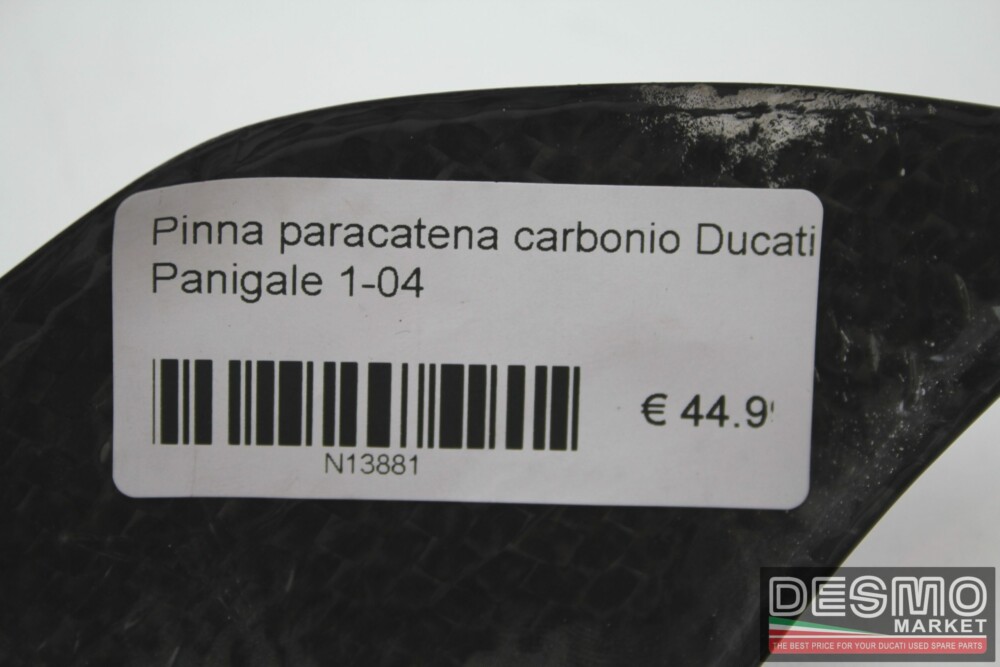 Pinna paracatena carbonio Ducati
Panigale 1-04
€ 44.9
N13881
DESMO
MARKET
THE BEST PRICE FOR YOUR DUCATI USED SPARE PARTS